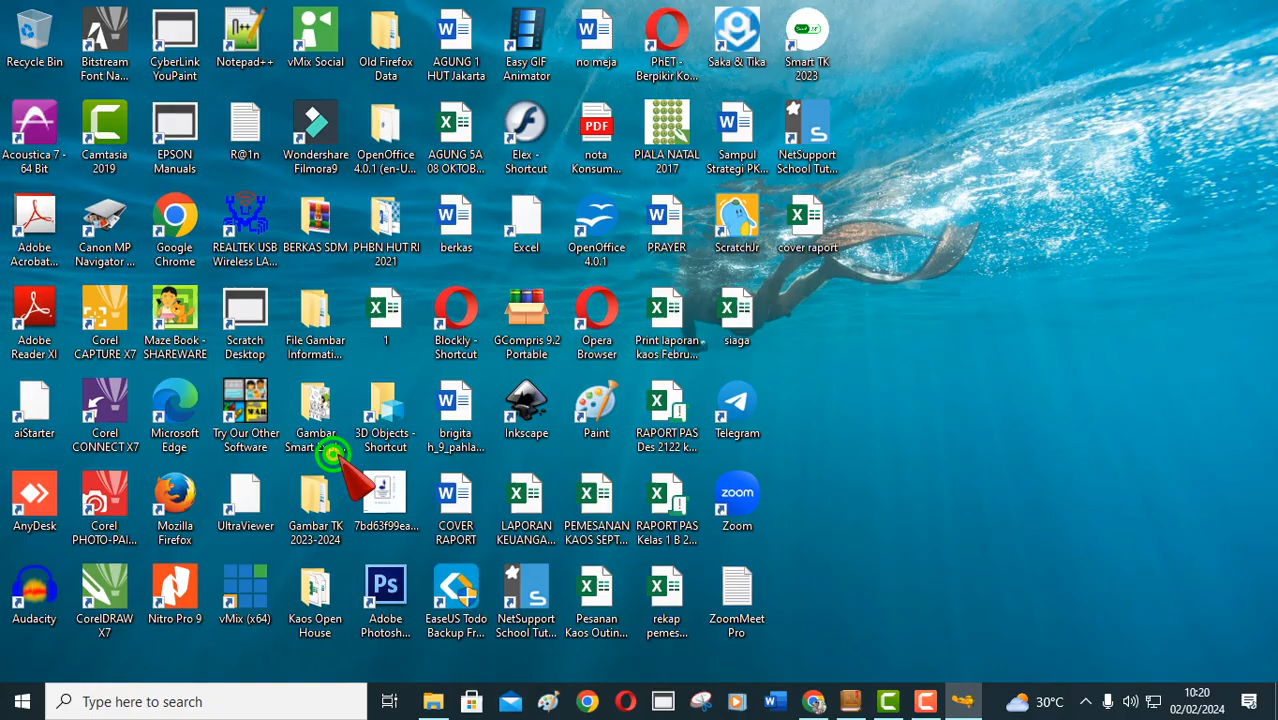 Recycle Bin
Bitstream
Font Na...
CyberLink
YouPaint
Notepad++
vMix Social
Old Firefox
Data
AGUNG 1
HUT Jakarta
Easy GIF
Animator
no meja
PhET -
Berpikir Ko...
Saka & Tika
Smart TK
2023
Acoustica 7 -
64 Bit
Camtasia
2019
EPSON
Manuals
R@1n
Wondershare
Filmora9
OpenOffice
4.0.1 (en-U...
AGUNG 5A
08 OKTOB...
Elex -
Shortcut
PDF
nota
Konsum...
PIALA NATAL
2017
Sampul
Strategi PK...
NetSupport
School Tut...
Adobe
Acrobat...
Canon MP
Navigator ...
Google
Chrome
REALTEK USB
Wireless LA...
BERKAS SDM
PHBN HUT RI
2021
berkas
Excel
OpenOffice
4.0.1
PRAYER
ScratchJr
cover raport
Adobe
Reader XI
Corel
CAPTURE X7
Maze Book -
SHAREWARE
Scratch
Desktop
File Gambar
Informati...
1
Blockly -
Shortcut
GCompris 9.2
Portable
Opera
Browser
Print laporan
kaos Febru...
siaga
aiStarter
Corel
CONNECT X7
Microsoft
Edge
Try Our Other
Software
Gambar
Smart
3D Objects -
Shortcut
brigita
h_9_pahla...
Inkscape
Paint
RAPORT PAS
Des 2122 k...
Telegram
AnyDesk
Corel
PHOTO-PAI...
Mozilla
Firefox
UltraViewer
Gambar TK
2023-2024
7bd63f99ea...
COVER
RAPORT
LAPORAN
KEUANGA...
PEMESANAN
KAOS SEPT...
RAPORT PAS
Kelas 1 B 2...
zoom
Zoom
Audacity
CorelDRAW
X7
Nitro Pro 9
vMix (x64)
Kaos Open
House
Ps
Adobe
Photosh...
EaseUS Todo
Backup Fr...
NetSupport
School Tut...
Pesanan
Kaos Outin...
rekap
pemes...
ZoomMeet
Pro
Type here to search
30°C
10:20
02/02/2024